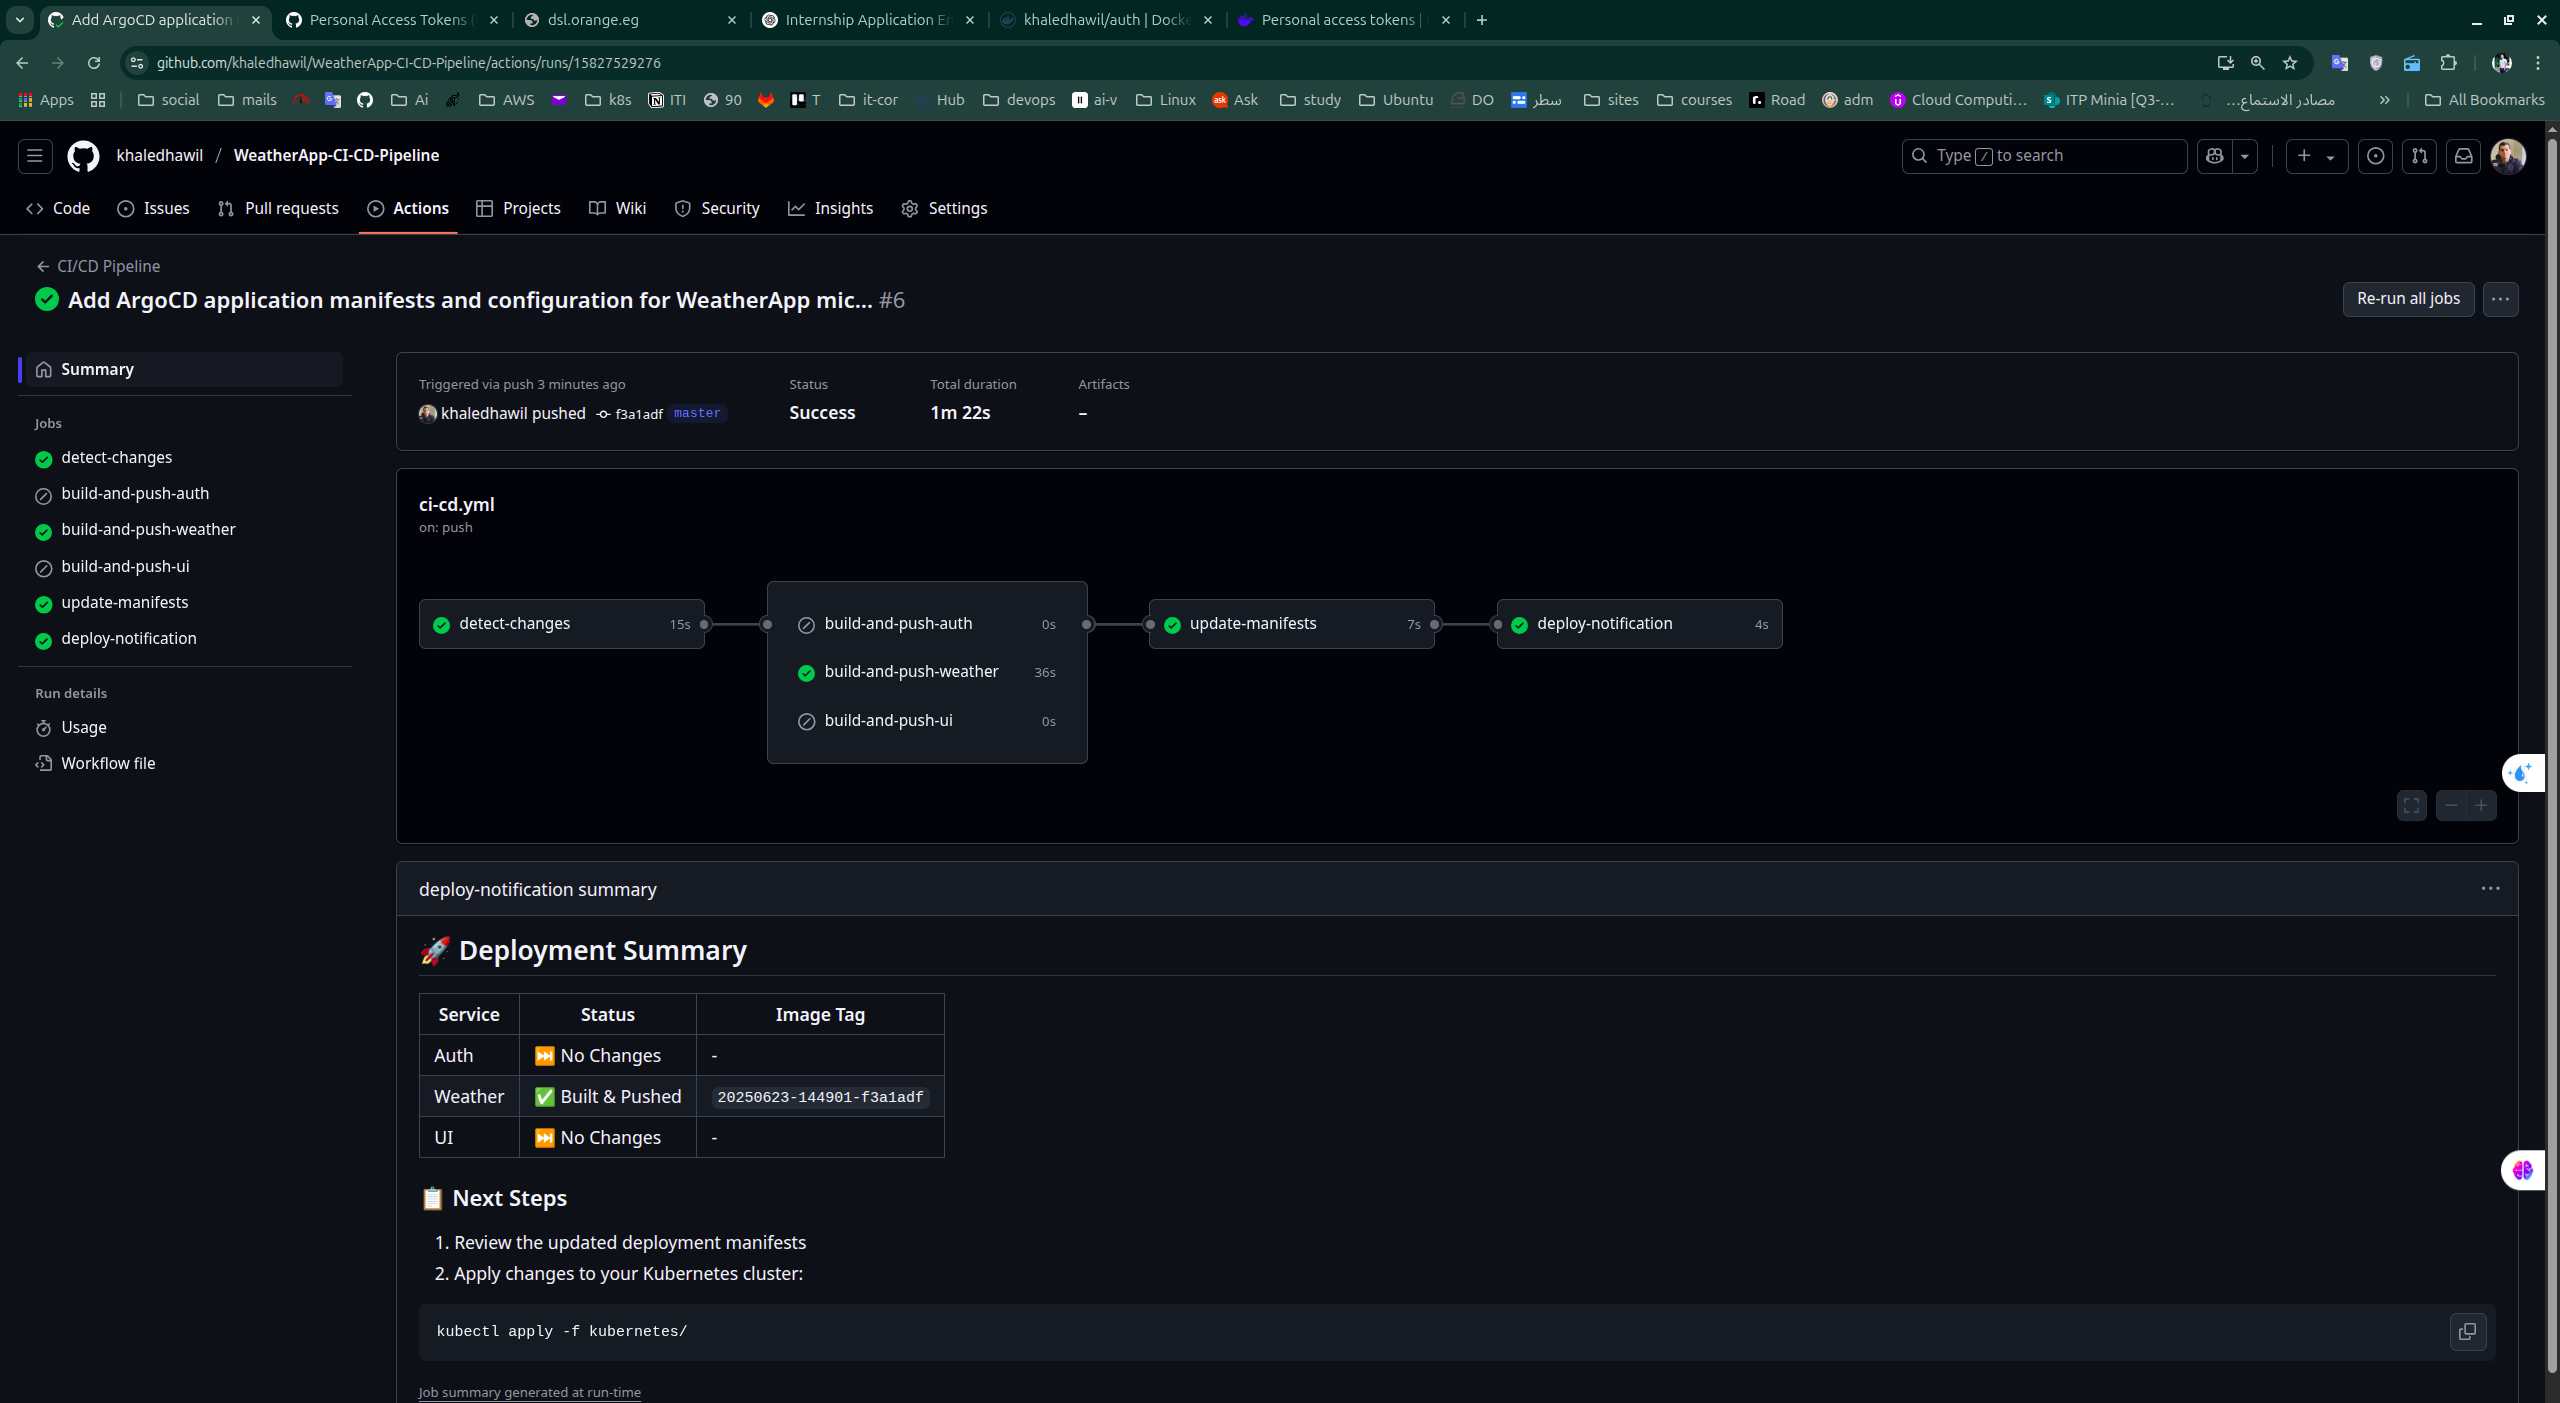 Add ArgoCD application
Personal Access Tokens (
dsl.orange.eg
Internship Application En
khaledhawil/auth | Docke
Personal access tokens |
github.com/khaledhawil/WeatherApp-CI-CD-Pipeline/actions/runs/15827529276
Apps
social
mails
Ai
AWS
k8s
ITI
90
T
it-cor
Hub
devops
ai-v
Linux
Ask
study
Ubuntu
DO
سطر
sites
courses
Road
adm
Cloud Computi...
ITP Minia [Q3-...
مصادر الاستماع...
All Bookmarks
khaledhawil / WeatherApp-CI-CD-Pipeline
Type / to search
Code
Issues
Pull requests
Actions
Projects
Wiki
Security
Insights
Settings
CI/CD Pipeline
Add ArgoCD application manifests and configuration for WeatherApp mic... #6
Re-run all jobs
Summary
Jobs
detect-changes
build-and-push-auth
build-and-push-weather
build-and-push-ui
update-manifests
deploy-notification
Run details
Usage
Workflow file
Triggered via push 3 minutes ago
khaledhawil pushed f3a1adf master
Status
Success
Total duration
1m 22s
Artifacts
–
ci-cd.yml
on: push
detect-changes 15s
build-and-push-auth 0s
build-and-push-weather 36s
build-and-push-ui 0s
update-manifests 7s
deploy-notification 4s
deploy-notification summary
🚀 Deployment Summary
Service Status Image Tag
Auth ⏭️ No Changes -
Weather ✅ Built & Pushed 20250623-144901-f3a1adf
UI ⏭️ No Changes -
📋 Next Steps
1. Review the updated deployment manifests
2. Apply changes to your Kubernetes cluster:
kubectl apply -f kubernetes/
Job summary generated at run-time